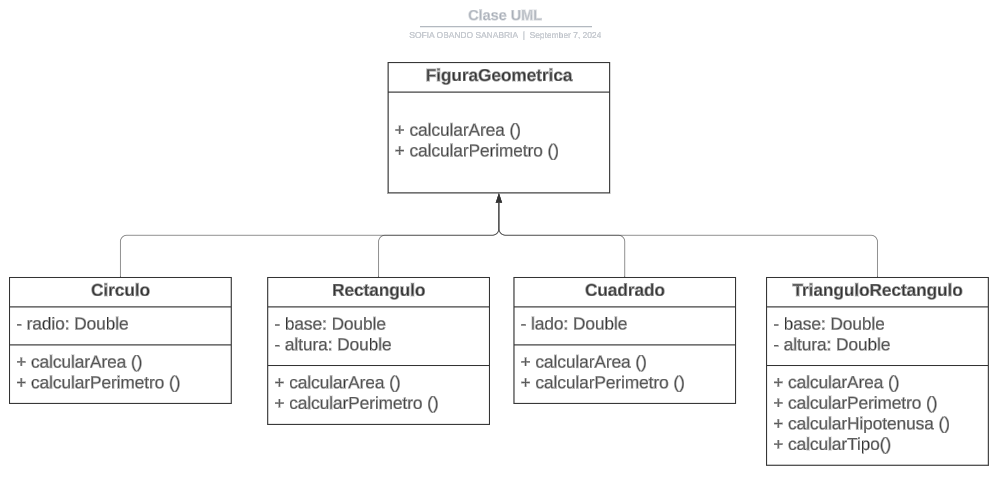 Clase UML
SOFIA OBANDO SANABRIA | September 7, 2024
FiguraGeometrica
+ calcularArea ()
+ calcularPerimetro ()
Circulo
- radio: Double
+ calcularArea ()
+ calcularPerimetro ()
Rectangulo
- base: Double
- altura: Double
+ calcularArea ()
+ calcularPerimetro ()
Cuadrado
- lado: Double
+ calcularArea ()
+ calcularPerimetro ()
TrianguloRectangulo
- base: Double
- altura: Double
+ calcularArea ()
+ calcularPerimetro ()
+ calcularHipotenusa ()
+ calcularTipo()